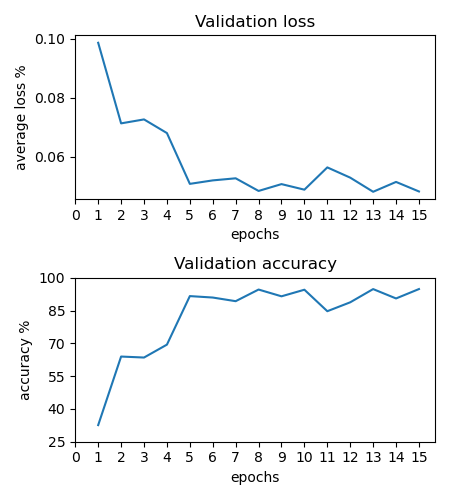 Validation loss
0.10
0.08
0.06
average loss %
0 1 2 3 4 5 6 7 8 9 10 11 12 13 14 15
epochs
Validation accuracy
100
85
70
55
40
25
accuracy %
0 1 2 3 4 5 6 7 8 9 10 11 12 13 14 15
epochs